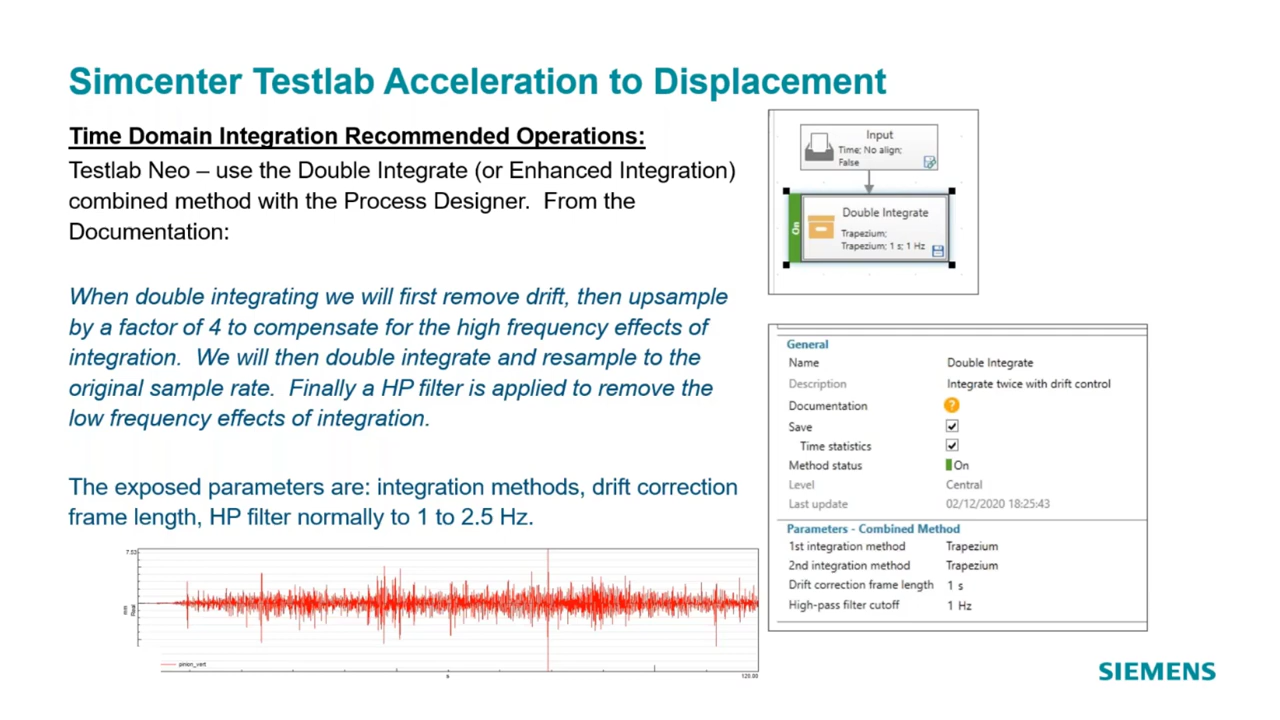 Simcenter Testlab Acceleration to Displacement
Time Domain Integration Recommended Operations:
Testlab Neo – use the Double Integrate (or Enhanced Integration)
combined method with the Process Designer.  From the
Documentation:
When double integrating we will first remove drift, then upsample
by a factor of 4 to compensate for the high frequency effects of
integration.  We will then double integrate and resample to the
original sample rate.  Finally a HP filter is applied to remove the
low frequency effects of integration.
The exposed parameters are: integration methods, drift correction
frame length, HP filter normally to 1 to 2.5 Hz.
7.53
mm
Real
pinion_vert
s
120.00
Input
Time; No align;
False
On
Double Integrate
Trapezium;
Trapezium; 1 s; 1 Hz
General
Name Double Integrate
Description Integrate twice with drift control
Documentation ?
Save
Time statistics
Method status On
Level Central
Last update 02/12/2020 18:25:43
Parameters - Combined Method
1st integration method Trapezium
2nd integration method Trapezium
Drift correction frame length 1 s
High-pass filter cutoff 1 Hz
SIEMENS